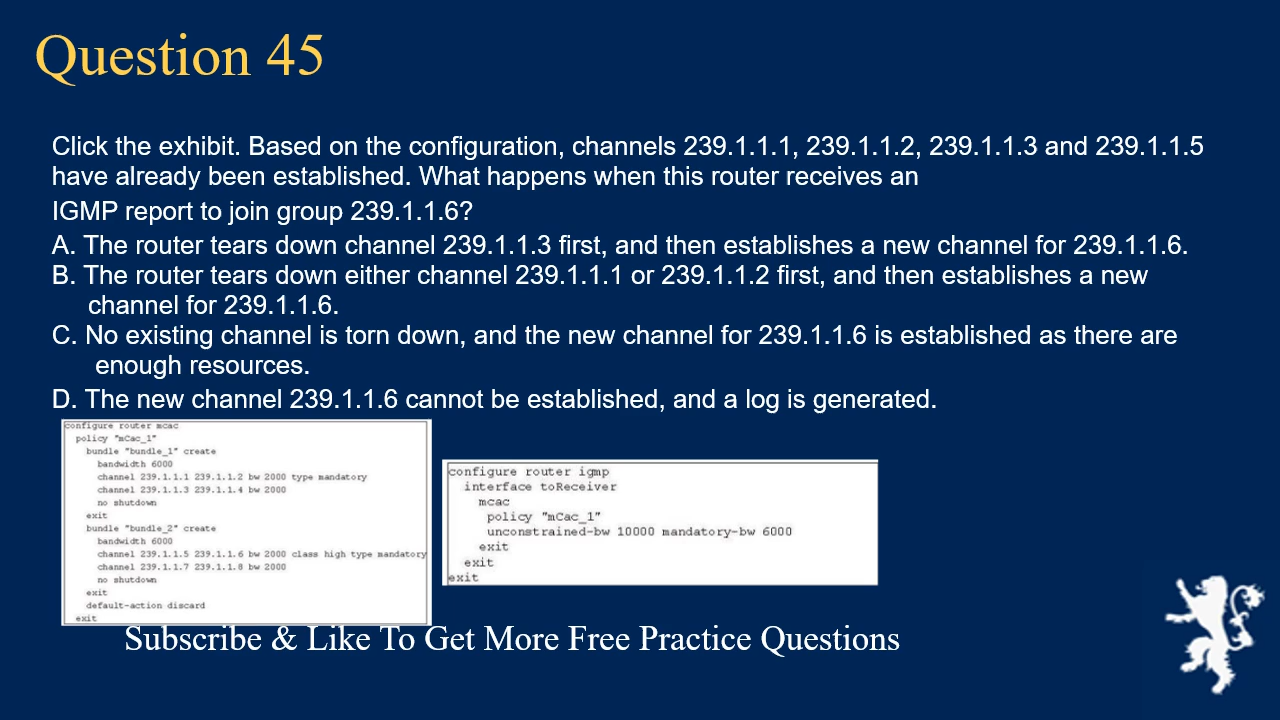 Question 45
Click the exhibit. Based on the configuration, channels 239.1.1.1, 239.1.1.2, 239.1.1.3 and 239.1.1.5
have already been established. What happens when this router receives an
IGMP report to join group 239.1.1.6?
A. The router tears down channel 239.1.1.3 first, and then establishes a new channel for 239.1.1.6.
B. The router tears down either channel 239.1.1.1 or 239.1.1.2 first, and then establishes a new
channel for 239.1.1.6.
C. No existing channel is torn down, and the new channel for 239.1.1.6 is established as there are
enough resources.
D. The new channel 239.1.1.6 cannot be established, and a log is generated.
configure router mcac
policy "mCac_1"
bundle "bundle_1" create
bandwidth 6000
channel 239.1.1.1 239.1.1.2 bw 2000 type mandatory
channel 239.1.1.3 239.1.1.4 bw 2000
no shutdown
exit
bundle "bundle_2" create
bandwidth 6000
channel 239.1.1.5 239.1.1.6 bw 2000 class high type mandatory
channel 239.1.1.7 239.1.1.8 bw 2000
no shutdown
exit
default-action discard
exit
configure router igmp
interface toReceiver
mcac
policy "mCac_1"
unconstrained-bw 10000 mandatory-bw 6000
exit
exit
exit
Subscribe & Like To Get More Free Practice Questions